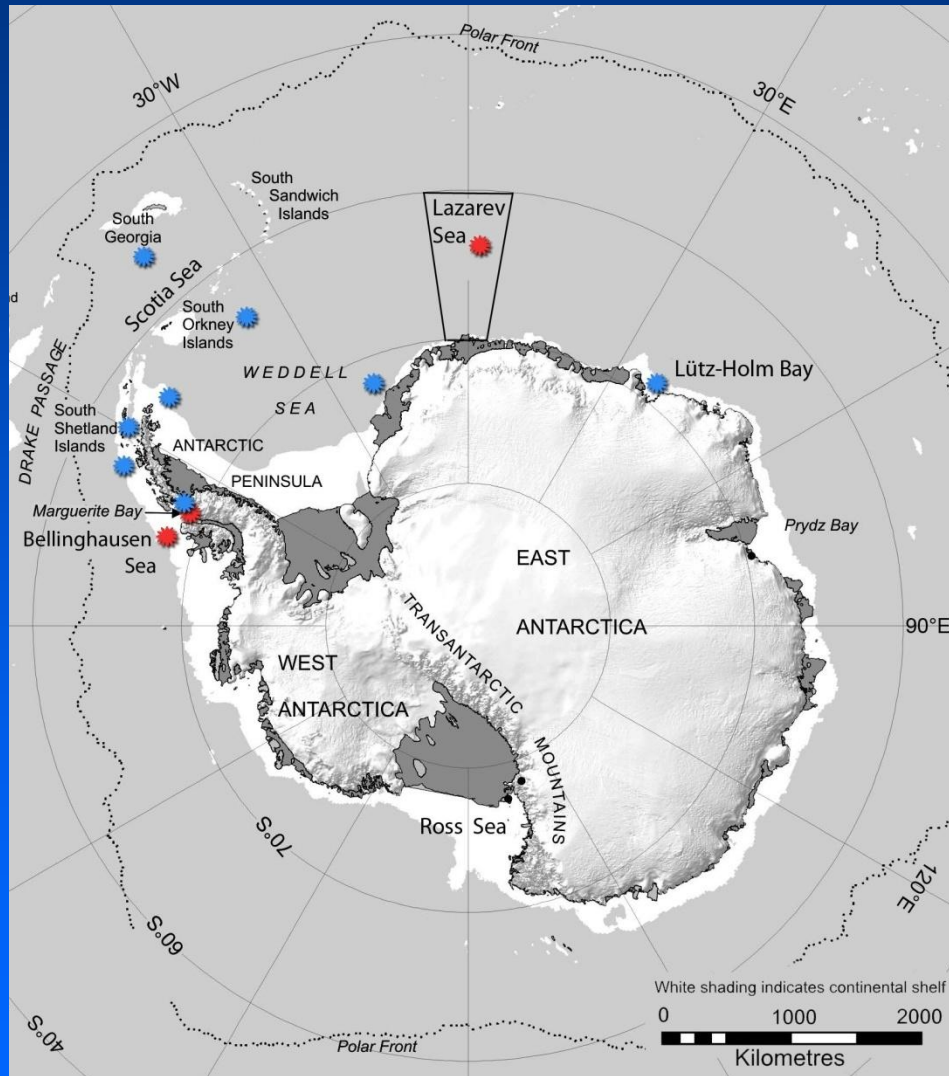 Polar Front
30°W
30°E
South
Sandwich
Islands
South
Georgia
Lazarev
Sea
Scotia Sea
South
Orkney
Islands
WEDDELL
SEA
Lütz-Holm Bay
DRAKE PASSAGE
South
Shetland
Islands
ANTARCTIC
PENINSULA
Marguerite Bay
Bellinghausen
Sea
Prydz Bay
EAST
ANTARCTICA
90°E
TRANSANTARCTIC
MOUNTAINS
WEST
ANTARCTICA
Ross Sea
70°S
60°S
40°S
120°E
Polar Front
White shading indicates continental shelf
0 1000 2000
Kilometres